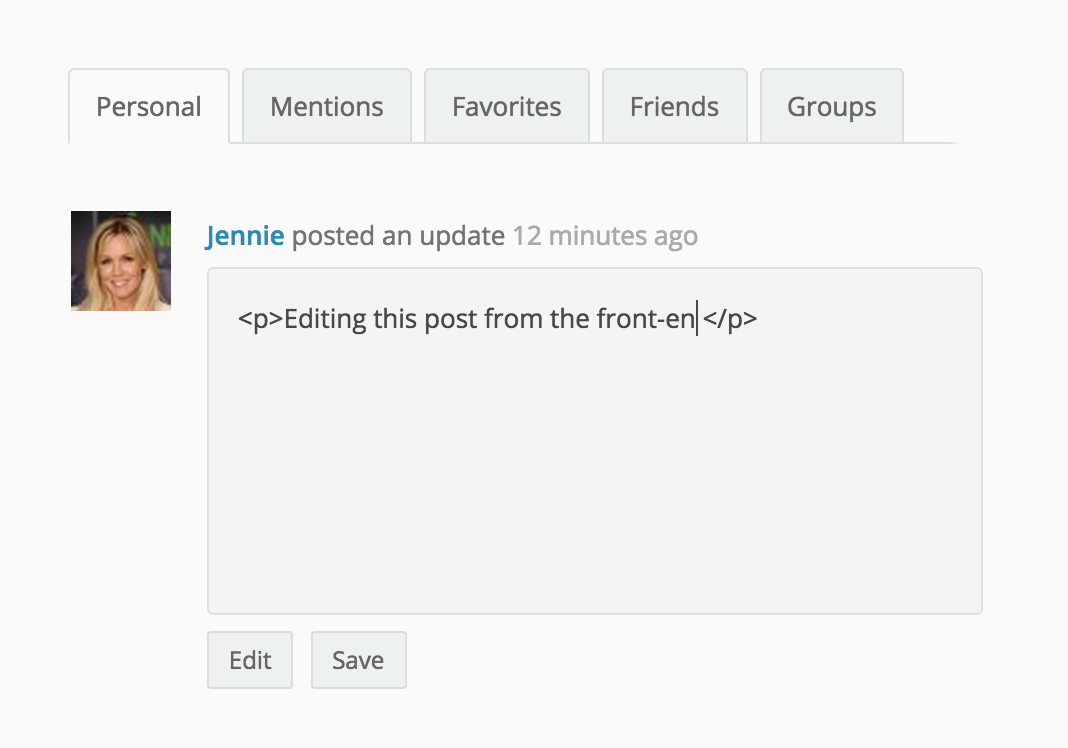 Personal Mentions Favorites Friends Groups
Jennie posted an update 12 minutes ago
<p>Editing this post from the front-en </p>
Edit Save